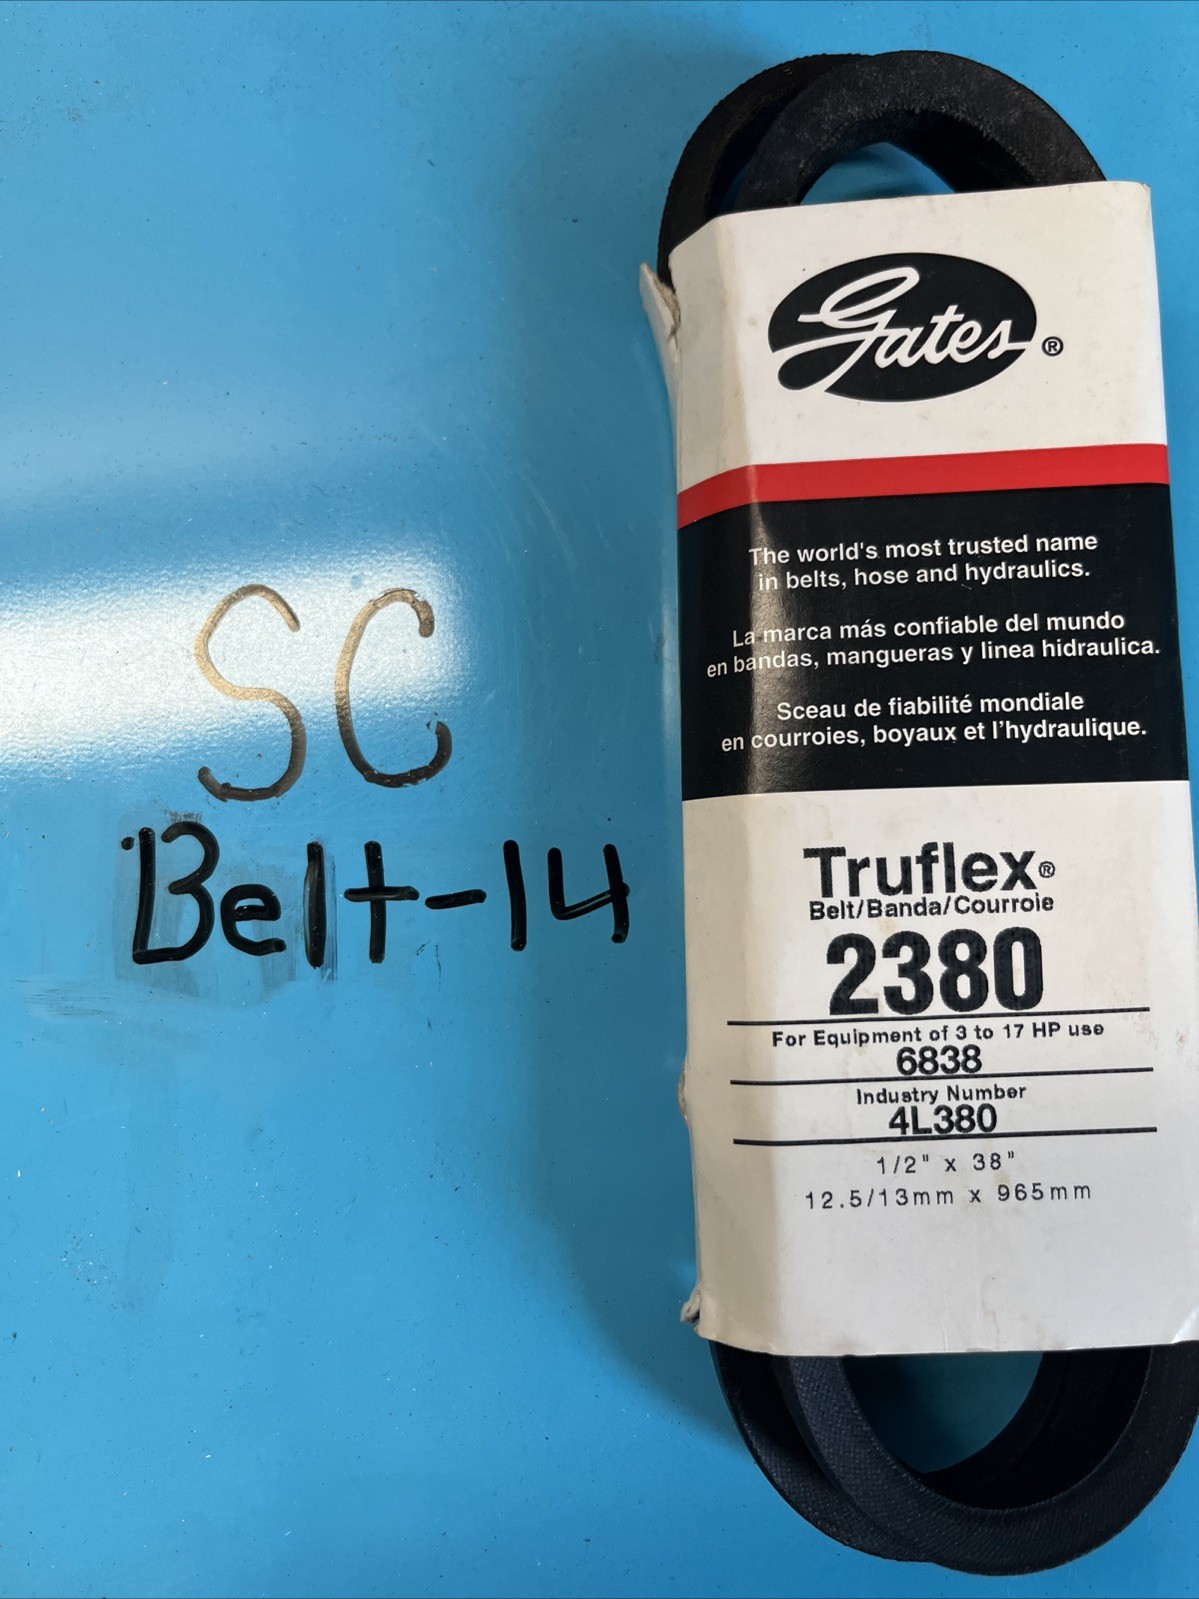 SC
Belt-14
Gates®
The world's most trusted name
in belts, hose and hydraulics.
La marca más confiable del mundo
en bandas, mangueras y linea hidraulica.
Sceau de fiabilité mondiale
en courroies, boyaux et l'hydraulique.
Truflex®
Belt/Banda/Courroie
2380
For Equipment of 3 to 17 HP use
6838
Industry Number
4L380
1/2" x 38"
12.5/13mm x 965mm